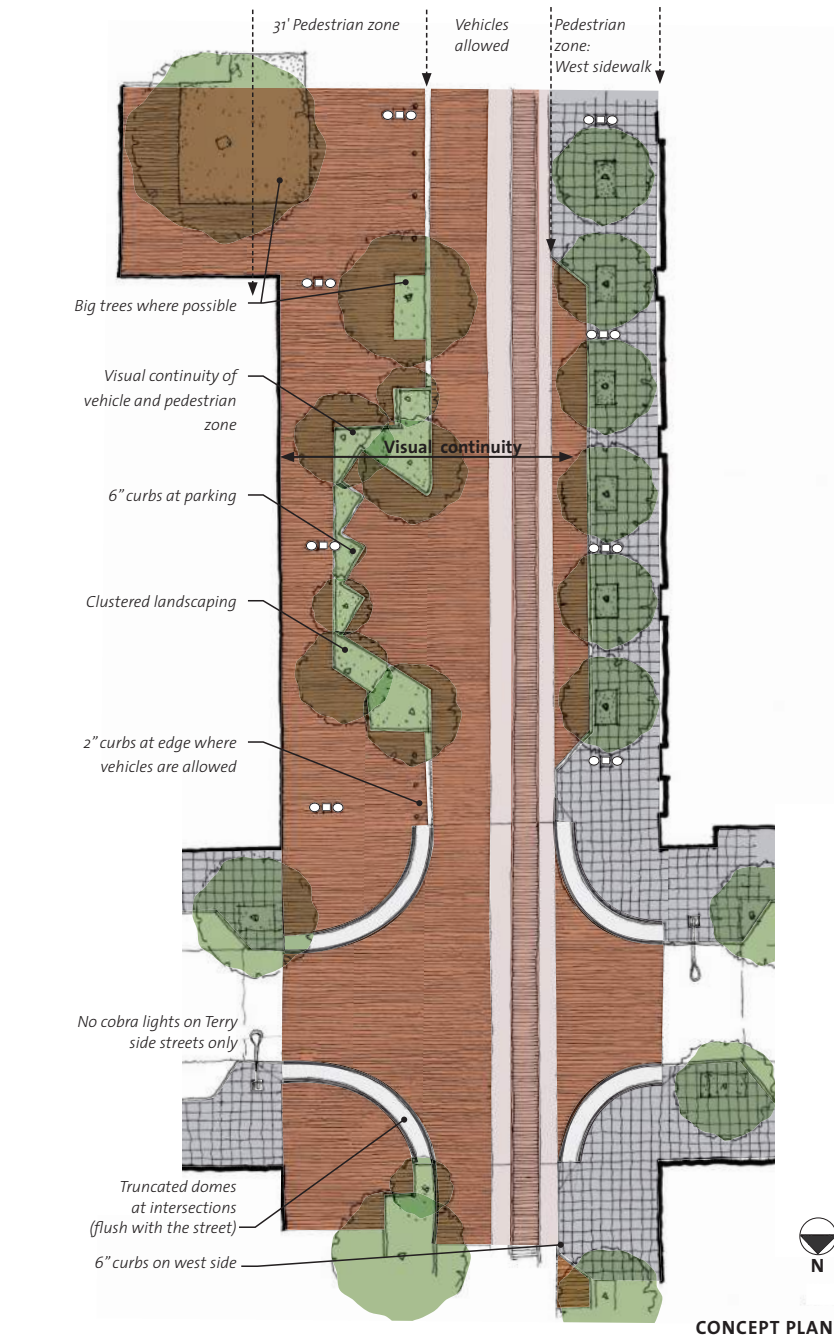 31' Pedestrian zone
Vehicles
allowed
Pedestrian
zone:
West sidewalk
Big trees where possible
Visual continuity of
vehicle and pedestrian
zone
Visual continuity
6” curbs at parking
Clustered landscaping
2” curbs at edge where
vehicles are allowed
No cobra lights on Terry
side streets only
Truncated domes
at intersections
(flush with the street)
6” curbs on west side
N
CONCEPT PLAN